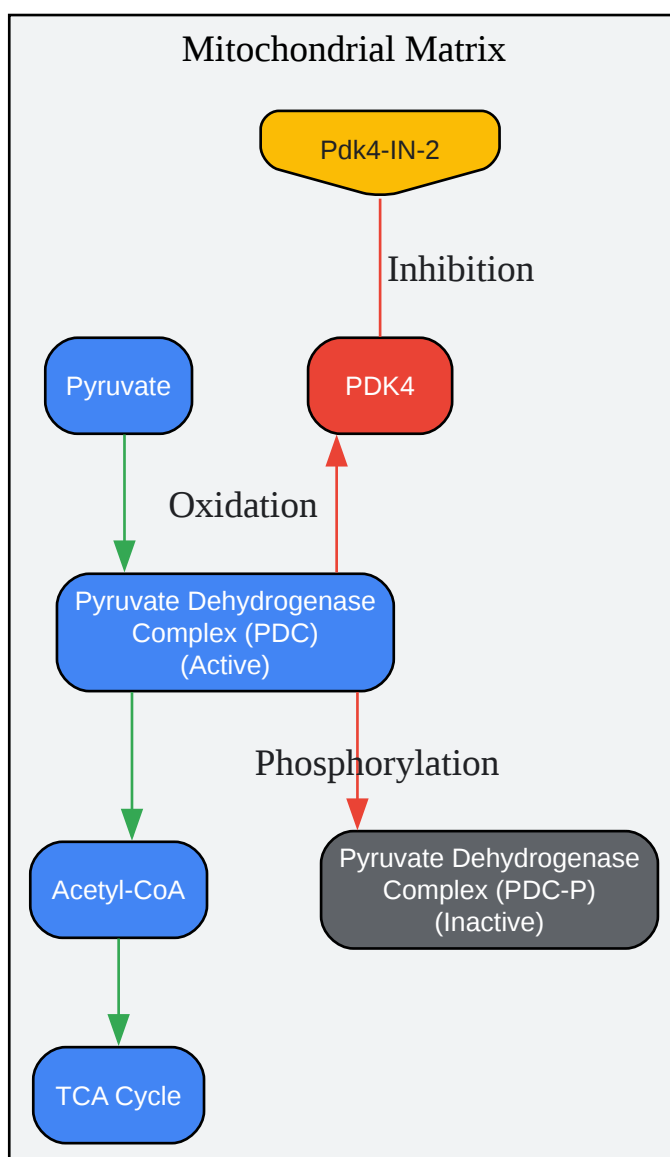 Mitochondrial Matrix
Pdk4-IN-2
Inhibition
Pyruvate
PDK4
Oxidation
Pyruvate Dehydrogenase
Complex (PDC)
(Active)
Phosphorylation
Acetyl-CoA
Pyruvate Dehydrogenase
Complex (PDC-P)
(Inactive)
TCA Cycle